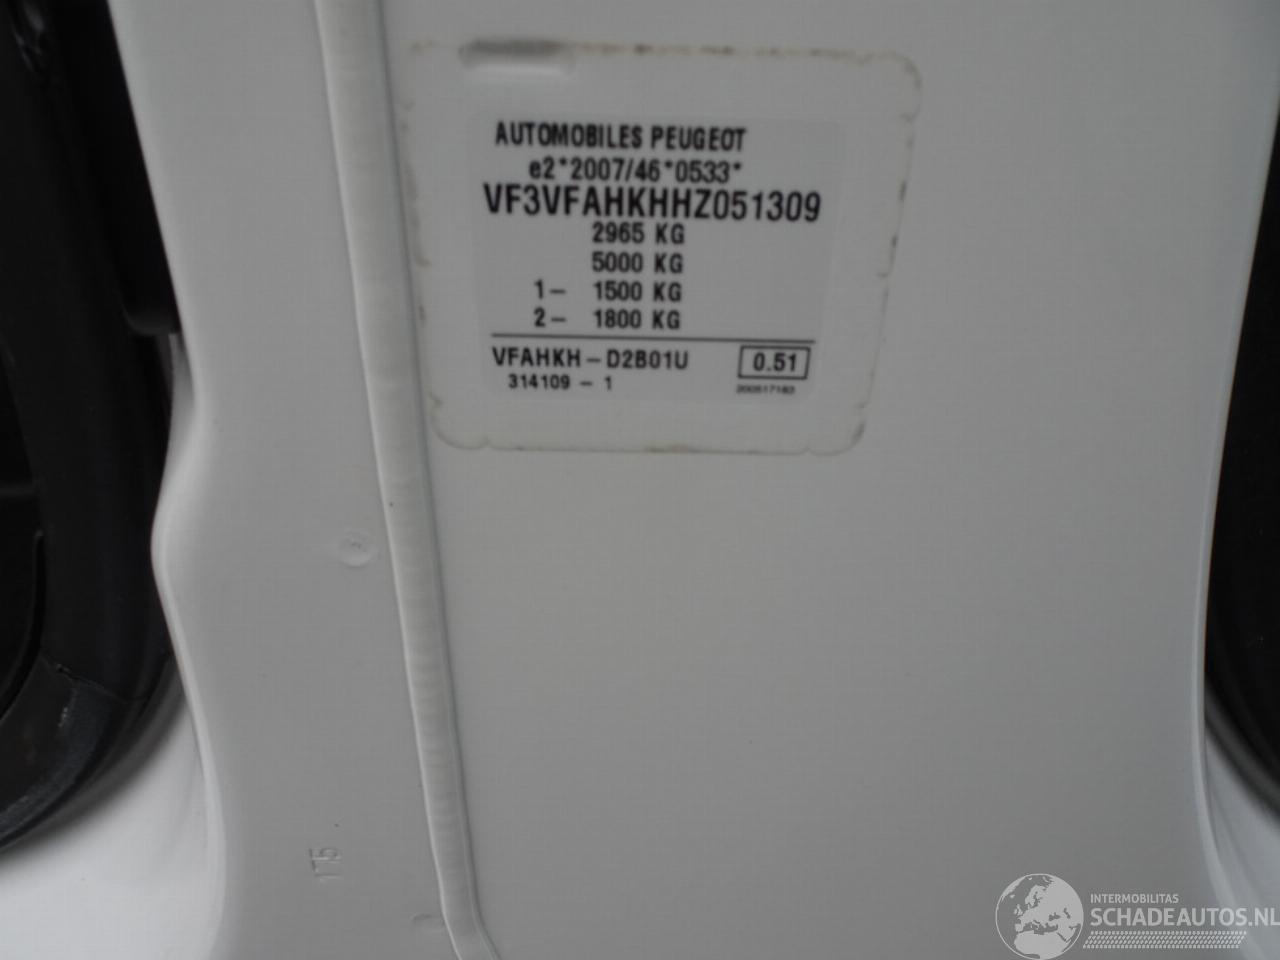 AUTOMOBILES PEUGEOT
e2*2007/46*0533*
VF3VFAHKHHZ051309
2965 KG
5000 KG
1- 1500 KG
2- 1800 KG
VFAHKH-D2B01U 0.51
314109 - 1
INTERMOBILITAS
SCHADEAUTOS.NL